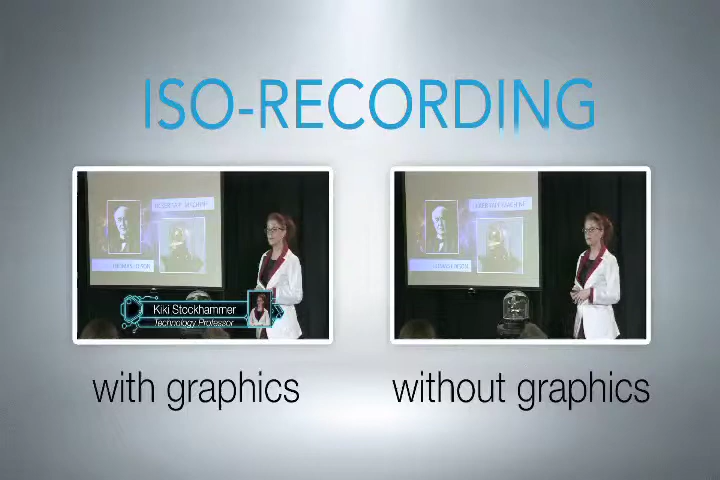 ISO-RECORDING
Kiki Stockhammer
Technology Professor
with graphics
without graphics